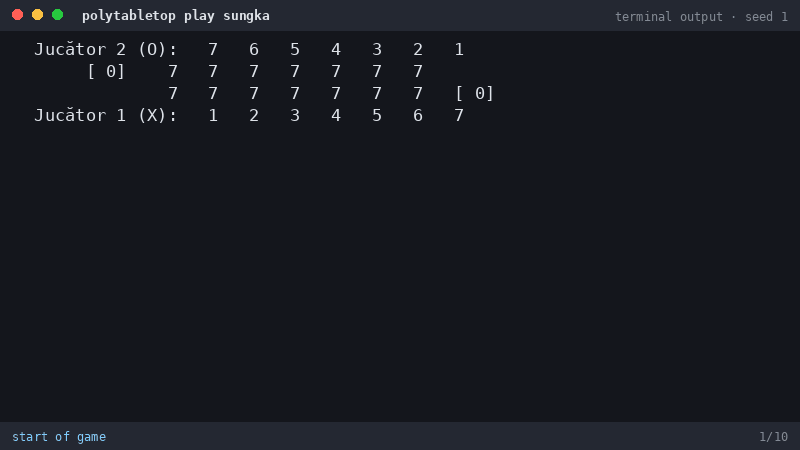 polytabletop play sungka
terminal output · seed 1
Jucător 2 (O):   7   6   5   4   3   2   1
[ 0]    7   7   7   7   7   7   7
7   7   7   7   7   7   7   [ 0]
Jucător 1 (X):   1   2   3   4   5   6   7
start of game
1/10